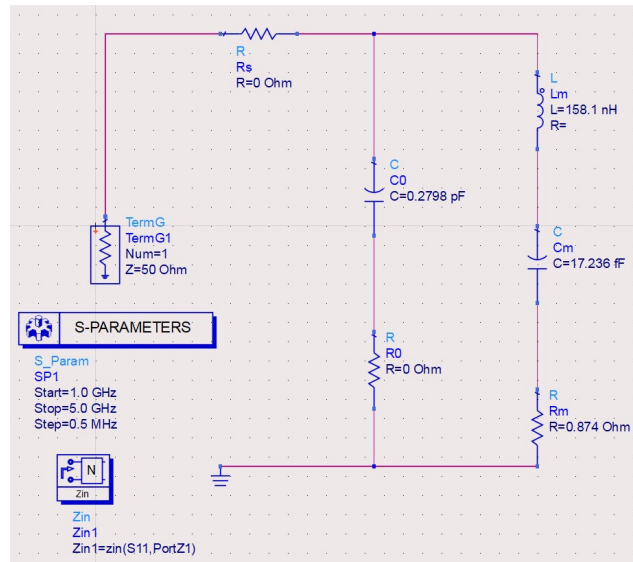 R
Rs
R=0 Ohm
L
Lm
L=158.1 nH
R=
C
C0
C=0.2798 pF
TermG
TermG1
Num=1
Z=50 Ohm
C
Cm
C=17.236 fF
S-PARAMETERS
S_Param
SP1
Start=1.0 GHz
Stop=5.0 GHz
Step=0.5 MHz
R
R0
R=0 Ohm
R
Rm
R=0.874 Ohm
N
Zin
Zin
Zin1
Zin1=zin(S11,PortZ1)